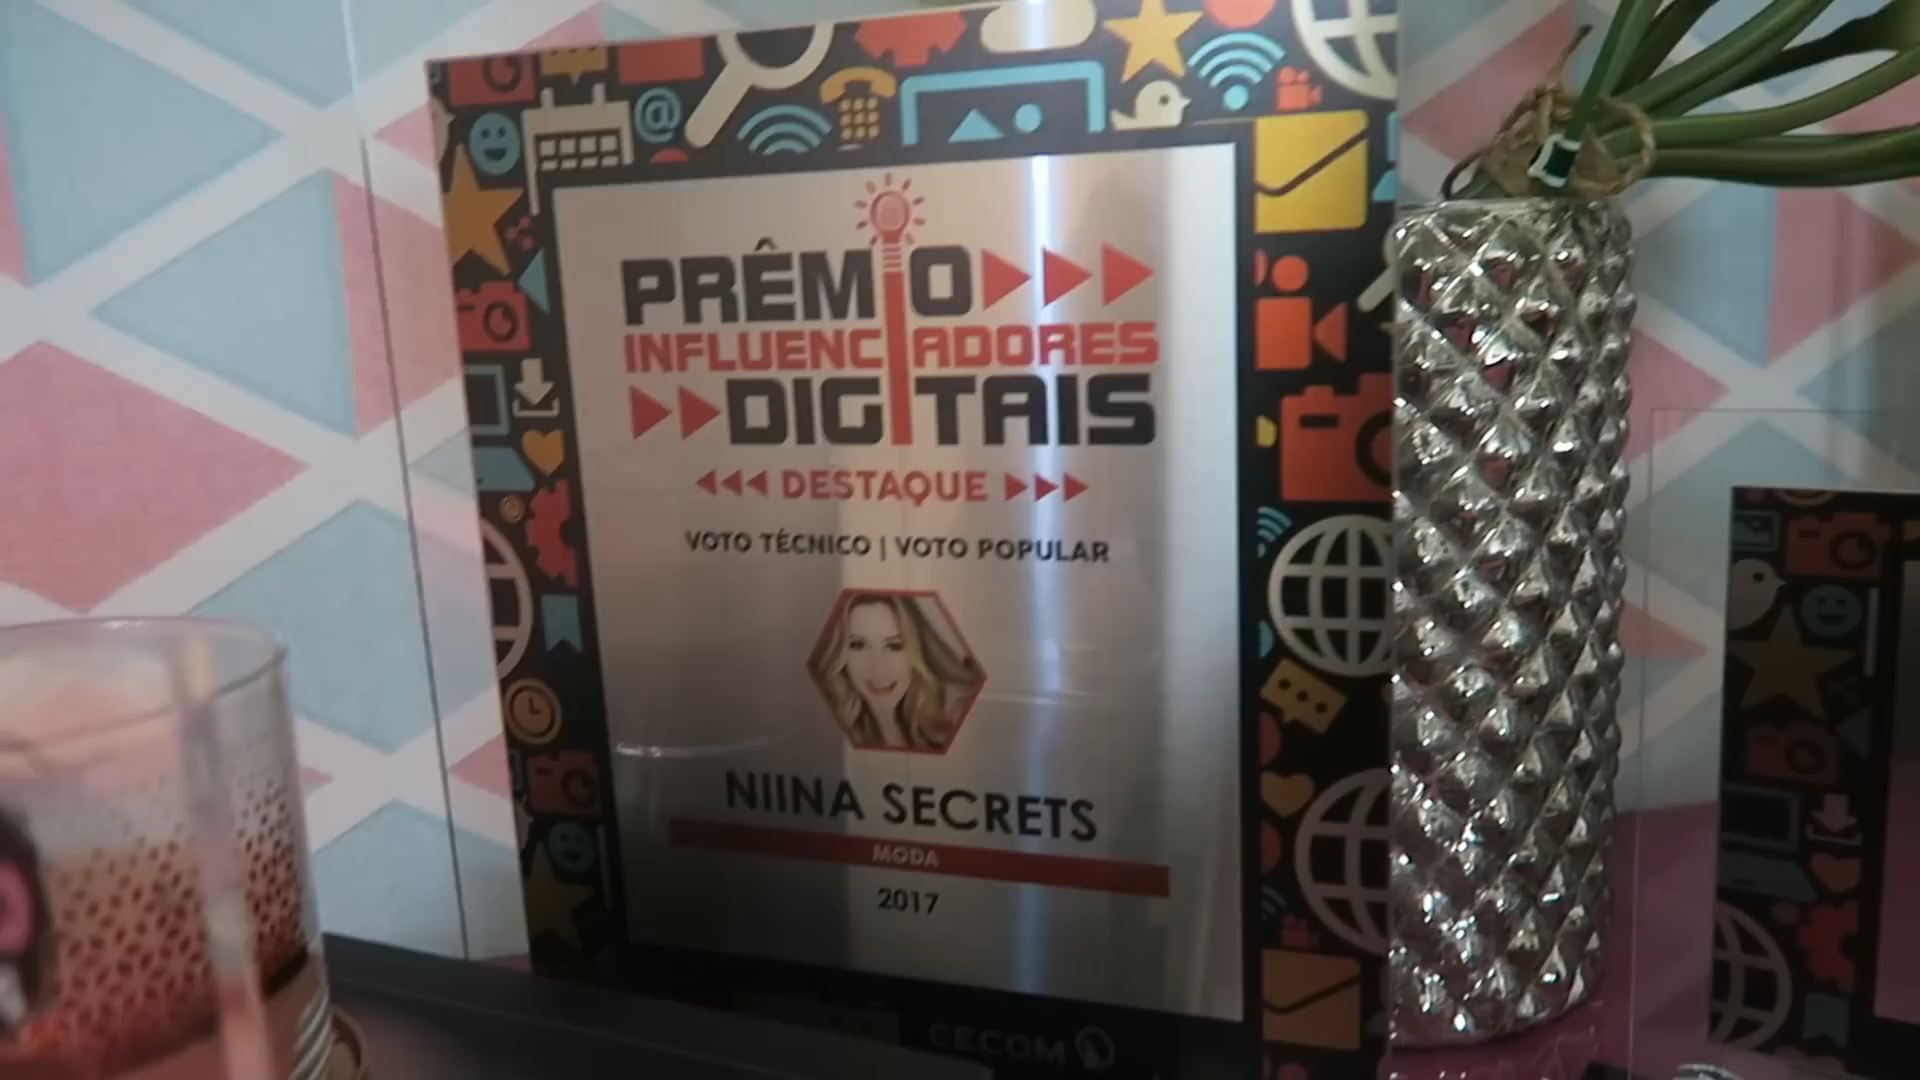 PRÊMIO
INFLUENCIADORES
DIGITAIS
DESTAQUE
VOTO TÉCNICO | VOTO POPULAR
NIINA SECRETS
MODA
2017
CECOM